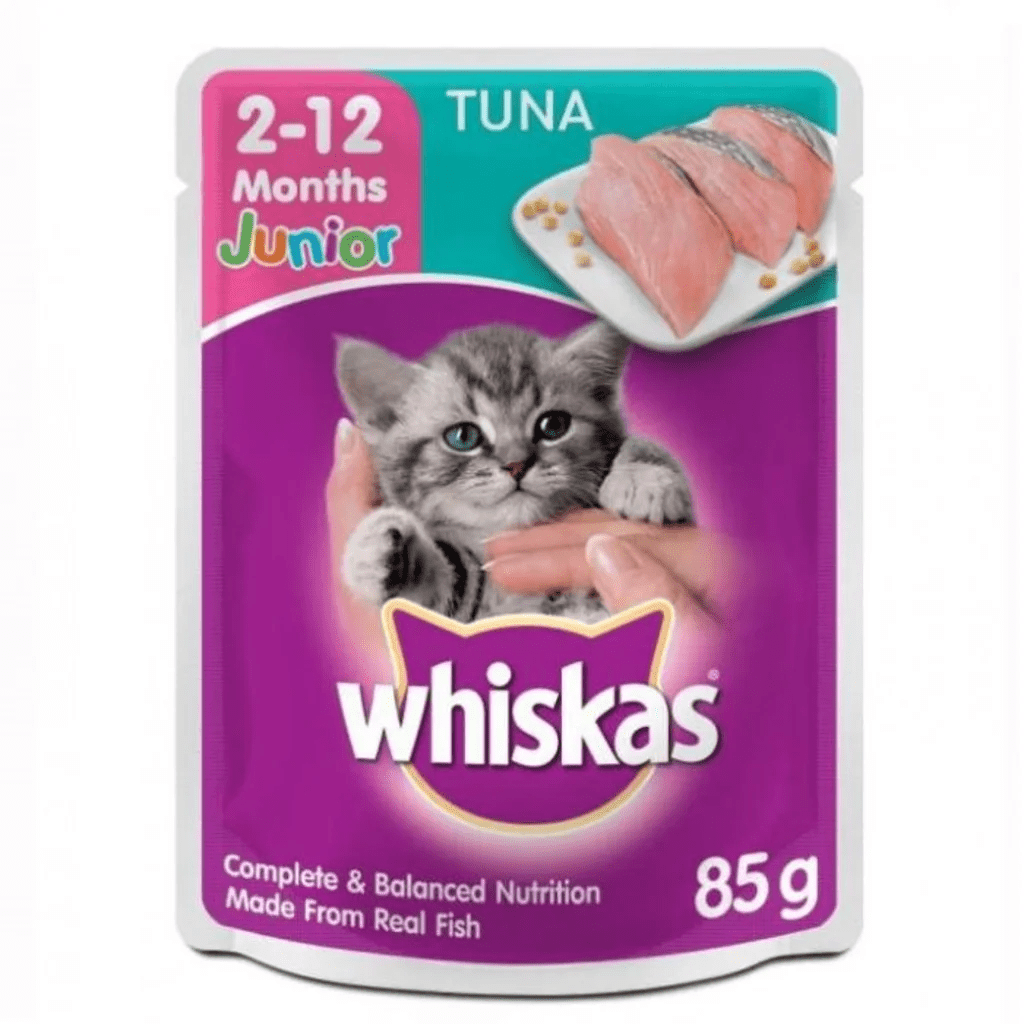 2-12
Months
Junior
TUNA
whiskas®
Complete & Balanced Nutrition
Made From Real Fish
85g